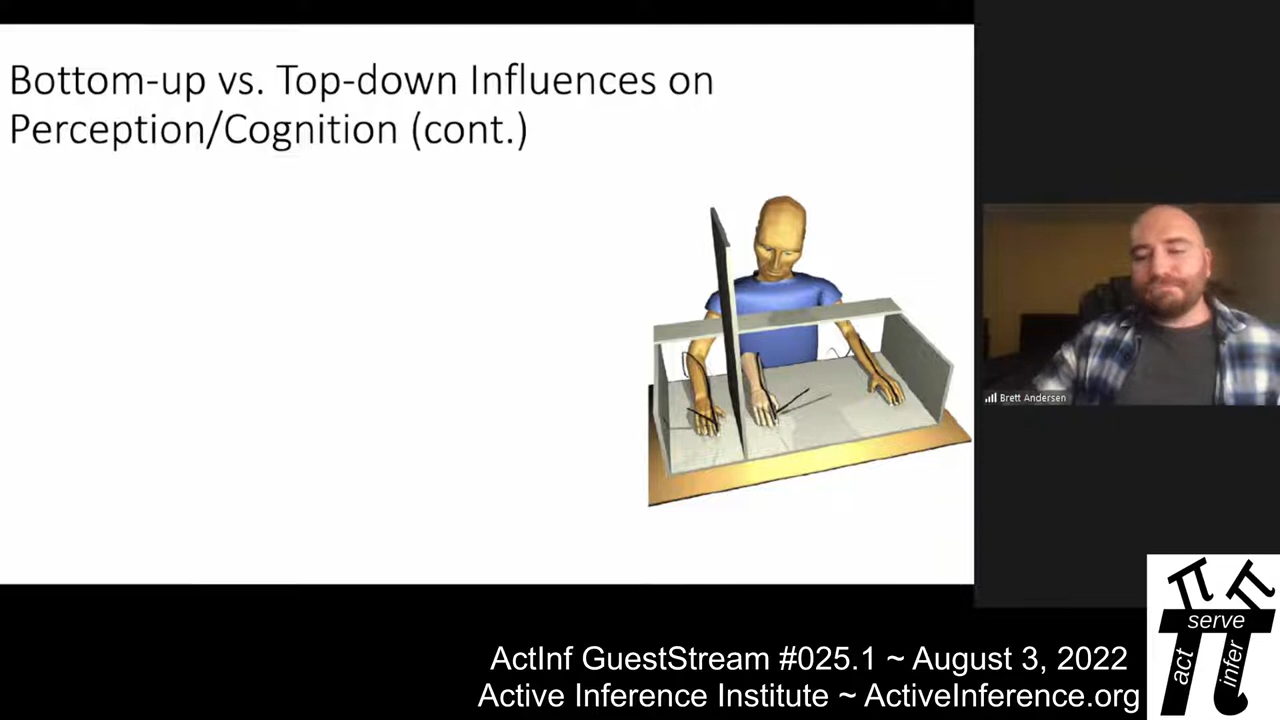 Bottom-up vs. Top-down Influences on
Perception/Cognition (cont.)
Brett Andersen
ActInf GuestStream #025.1 ~ August 3, 2022
Active Inference Institute ~ ActiveInference.org
serve
act
infer